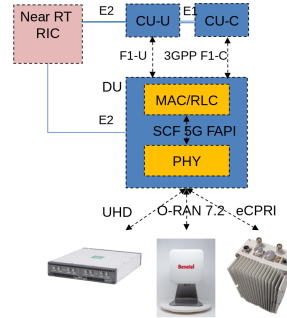 Near RT
RIC
E2
CU-U
E1
CU-C
F1-U
3GPP F1-C
DU
MAC/RLC
E2
SCF 5G FAPI
PHY
UHD
O-RAN 7.2
eCPRI
Benetel